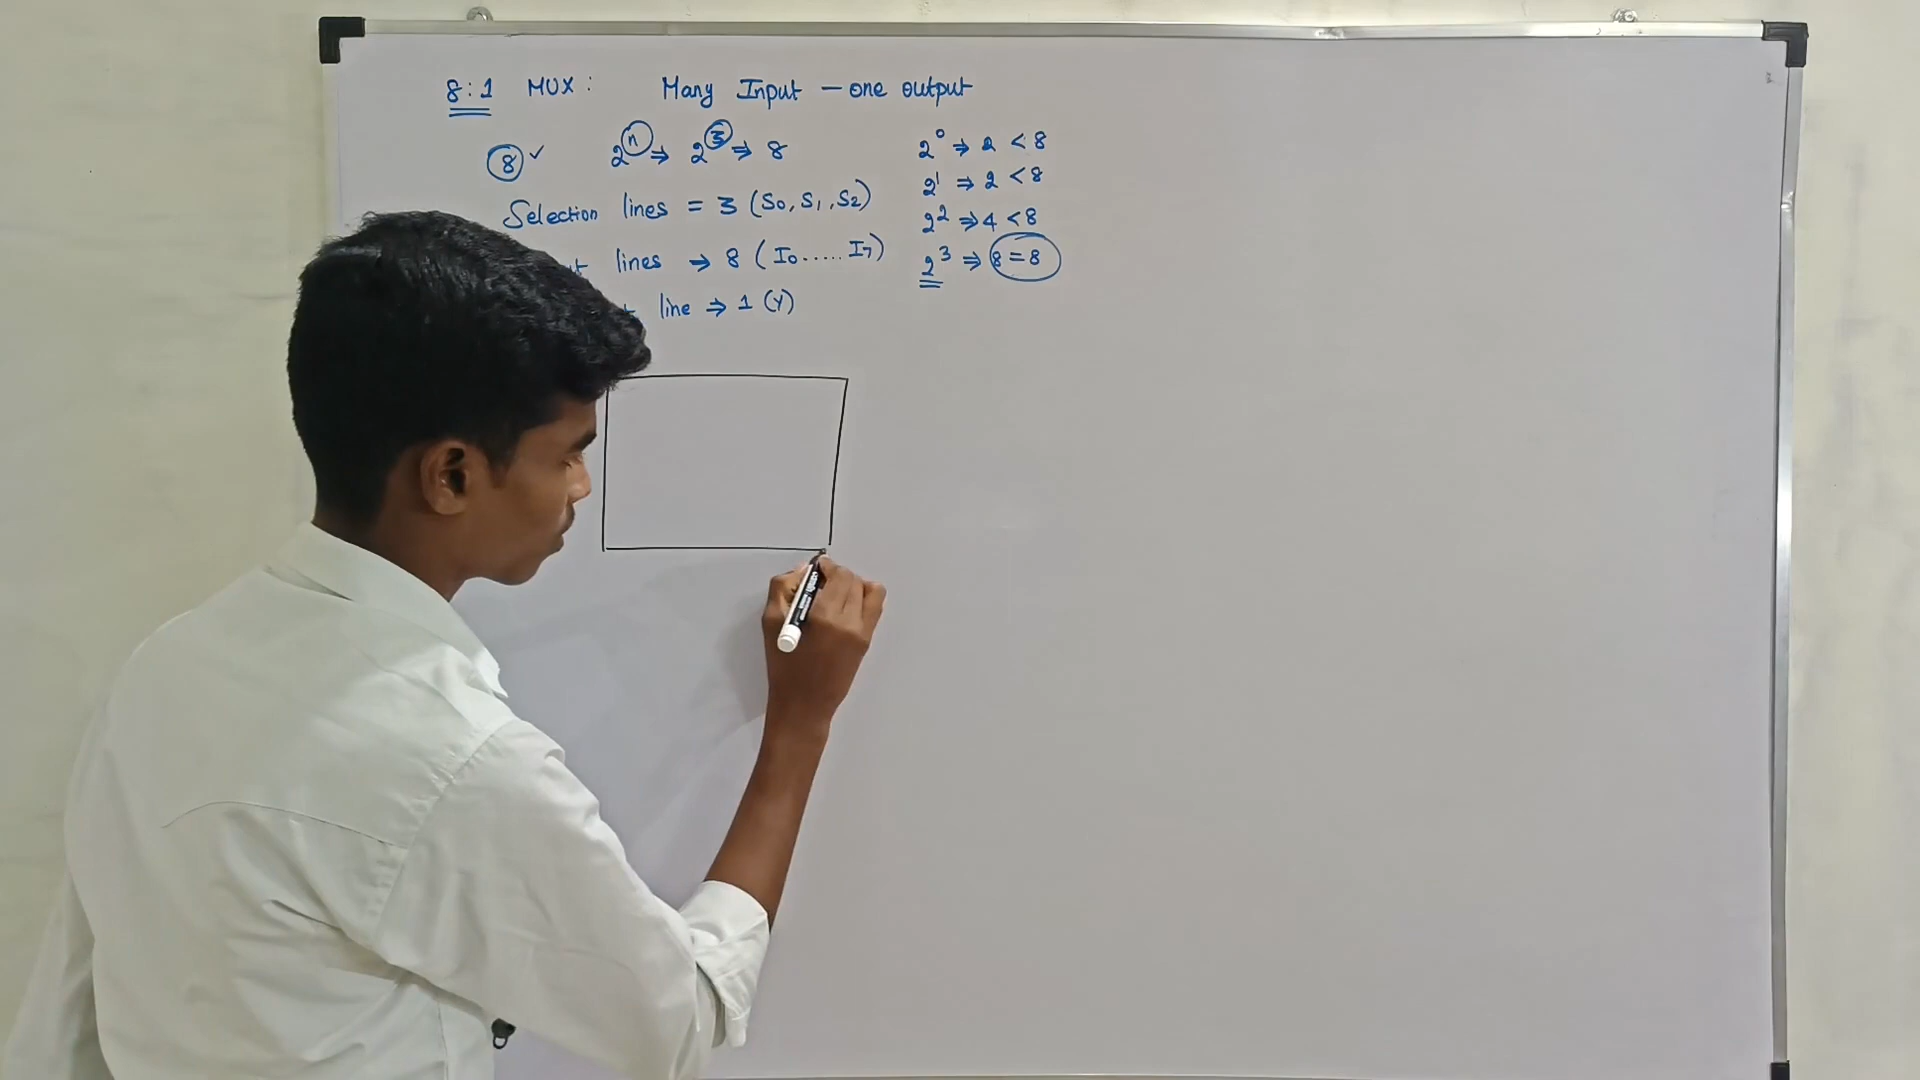 8:1 MUX : Many Input – one output
8 ✓ 2ⁿ ⇒ 2³ ⇒ 8
Selection lines = 3 (S0, S1, S2)
lines → 8 (I0.....I7)
line ⇒ 1 (Y)
2⁰ ⇒ 2 < 8
2¹ ⇒ 2 < 8
2² ⇒ 4 < 8
2³ ⇒ 8 = 8